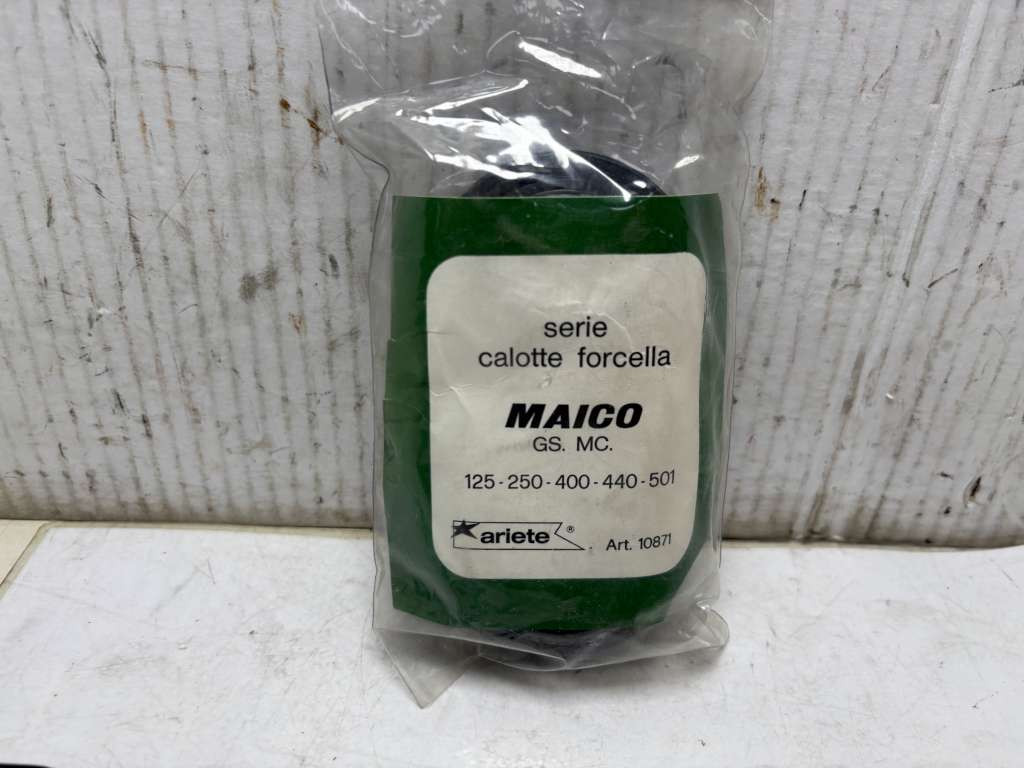 serie
calotte forcella
MAICO
GS. MC.
125-250-400-440-501
ariete®
Art. 10871